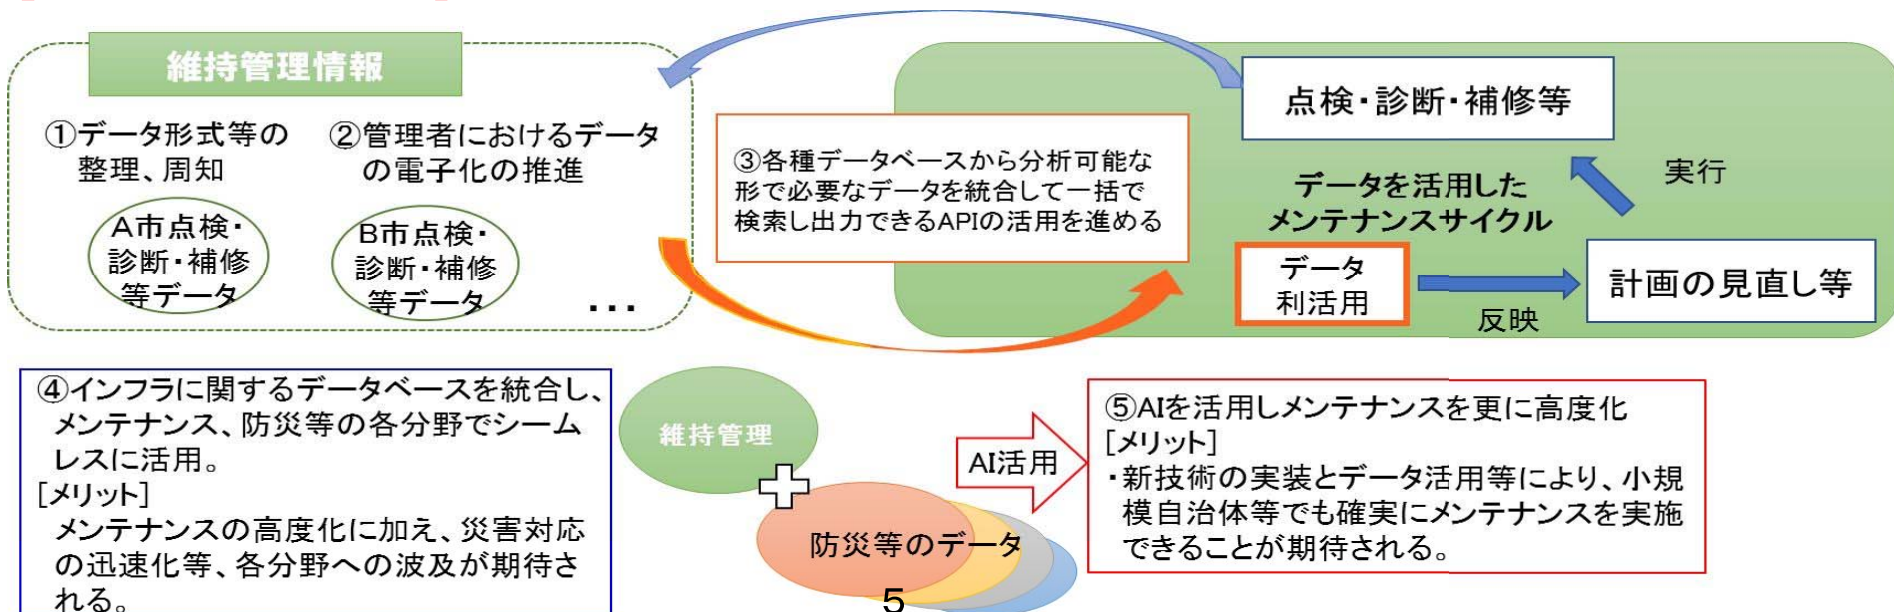 維持管理情報
①データ形式等の
整理、周知
②管理者におけるデータ
の電子化の推進
A市点検・
診断・補修
等データ
B市点検・
診断・補修
等データ
...
③各種データベースから分析可能な
形で必要なデータを統合して一括で
検索し出力できるAPIの活用を進める
点検・診断・補修等
データを活用した
メンテナンスサイクル
実行
データ
利活用
反映
計画の見直し等
④インフラに関するデータベースを統合し、
メンテナンス、防災等の各分野でシーム
レスに活用。
[メリット]
メンテナンスの高度化に加え、災害対応
の迅速化等、各分野への波及が期待さ
れる。
維持管理
防災等のデータ
AI活用
⑤AIを活用しメンテナンスを更に高度化
[メリット]
・新技術の実装とデータ活用等により、小規
模自治体等でも確実にメンテナンスを実施
できることが期待される。
5